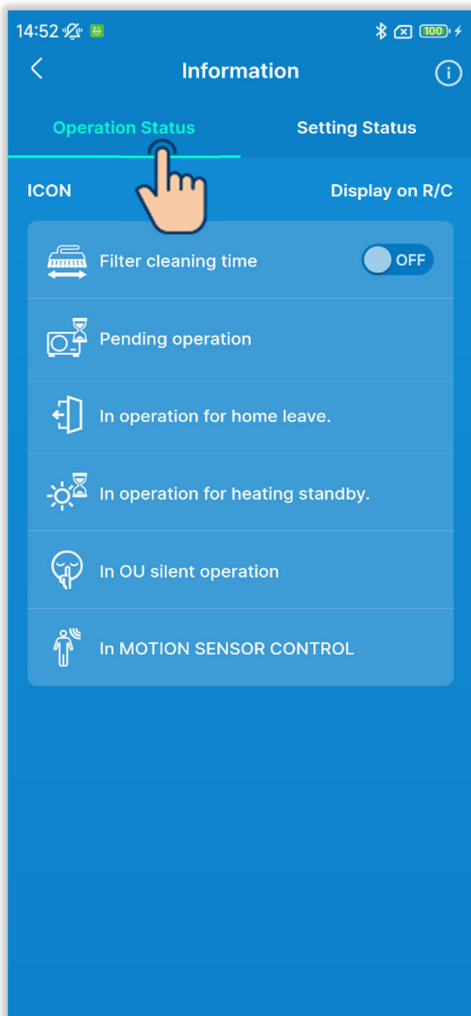 14:52
100
Information
Operation Status
Setting Status
ICON
Display on R/C
Filter cleaning time
OFF
Pending operation
In operation for home leave.
In operation for heating standby.
In OU silent operation
In MOTION SENSOR CONTROL